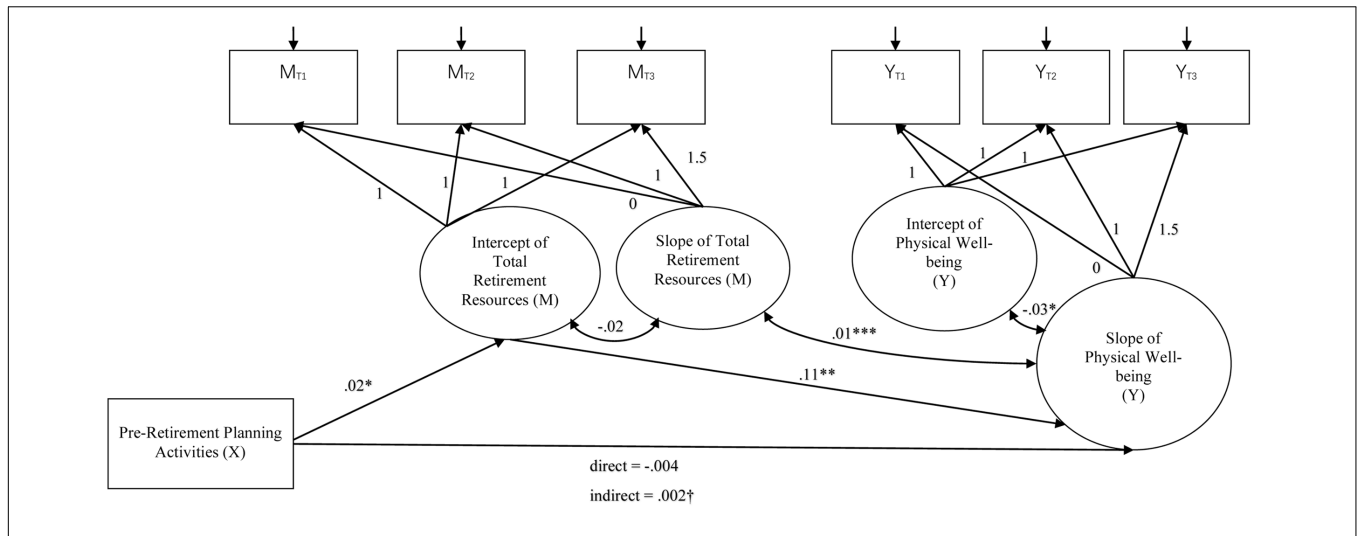 MT1
MT2
MT3
YT1
YT2
YT3
1
1
1
0
1
1.5
1
1
1
0
1
1.5
Intercept of
Total
Retirement
Resources (M)
Slope of Total
Retirement
Resources (M)
Intercept of
Physical Well-
being
(Y)
Slope of
Physical Well-
being
(Y)
-.02
-.03*
.01***
.11**
.02*
Pre-Retirement Planning
Activities (X)
direct = -.004
indirect = .002†